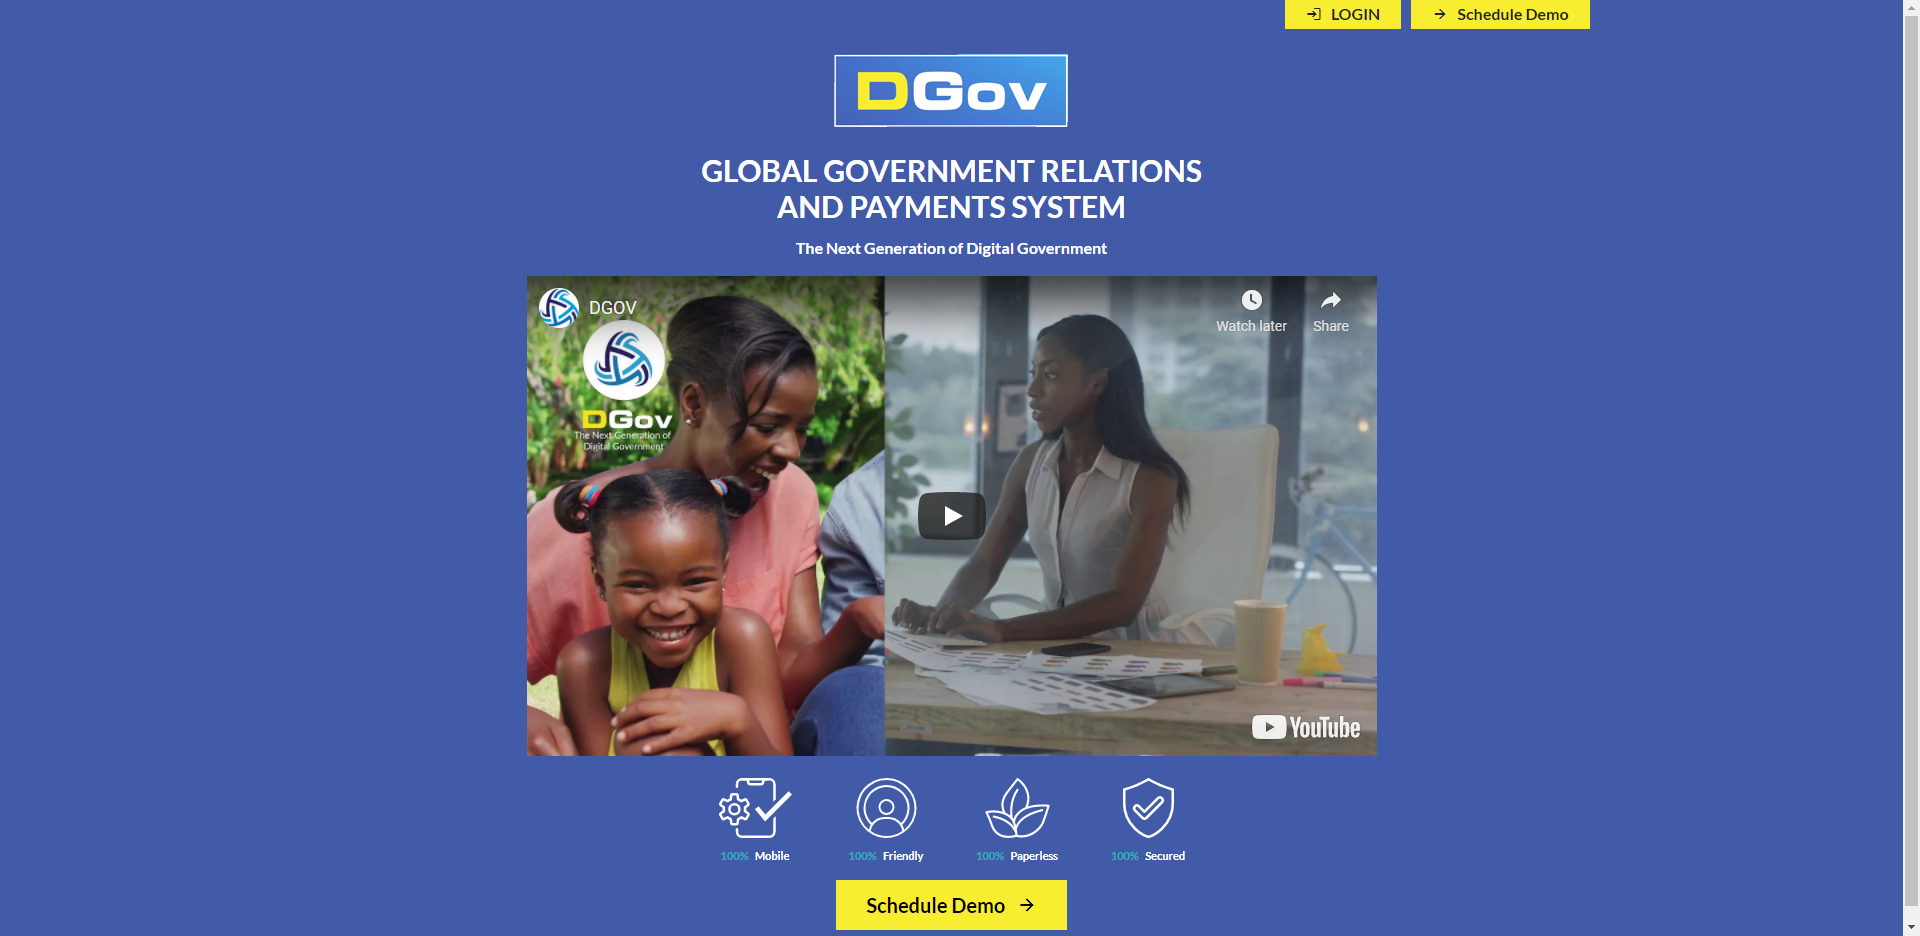 LOGIN
Schedule Demo
DGov
GLOBAL GOVERNMENT RELATIONS
AND PAYMENTS SYSTEM
The Next Generation of Digital Government
DGOV
Watch later
Share
DGov
The Next Generation of
Digital Government
YouTube
100% Mobile
100% Friendly
100% Paperless
100% Secured
Schedule Demo